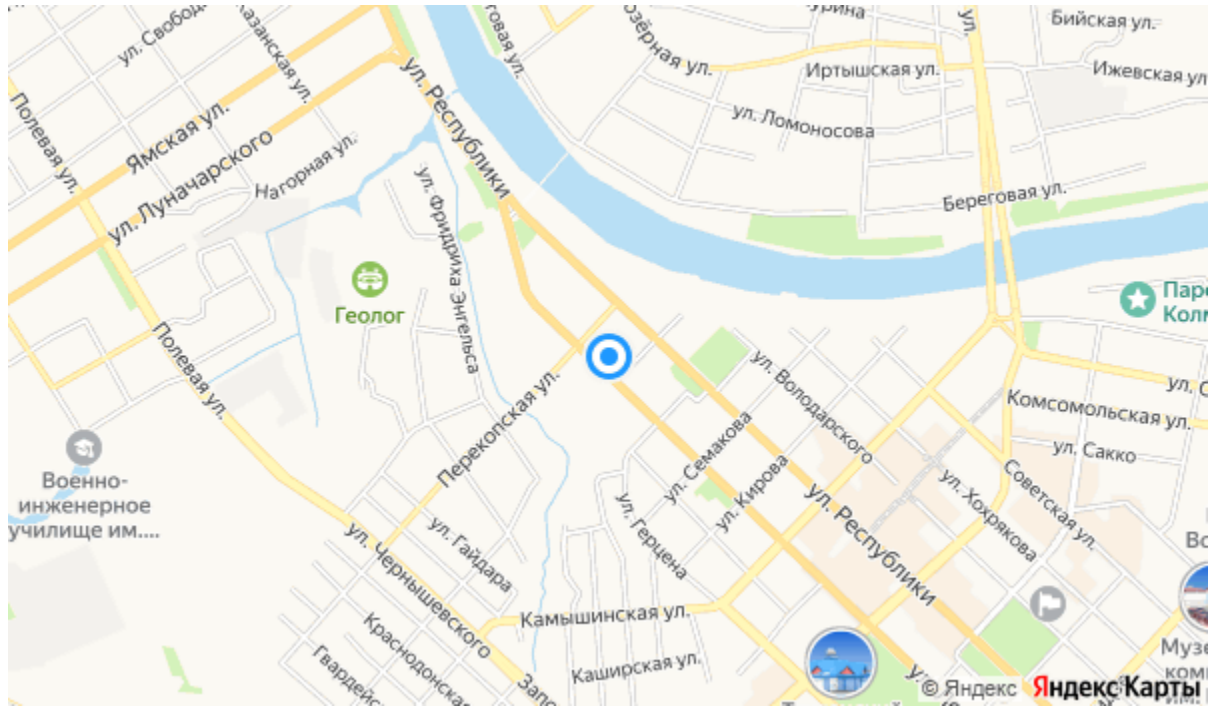 ул. Свободы
Казанская ул.
Озёрная ул.
ул.
Бийская ул.
Иртышская ул.
Ижевская ул
Полевая ул.
Ямская ул.
ул. Республики
ул. Ломоносова
ул. Луначарского
Нагорная ул.
Береговая ул.
ул. Фридриха Энгельса
Геолог
Полевая ул.
Перекопская ул.
ул. Володарского
Комсомольская ул.
ул. Сакко
Военно-
инженерное
училище им....
ул. Семакова
ул. Кирова
ул. Герцена
ул. Республики
ул. Хохрякова
Советская ул.
ул. Гайдара
ул. Чернышевского
Камышинская ул.
Краснодонская
Каширская ул.
© Яндекс Яндекс Карты